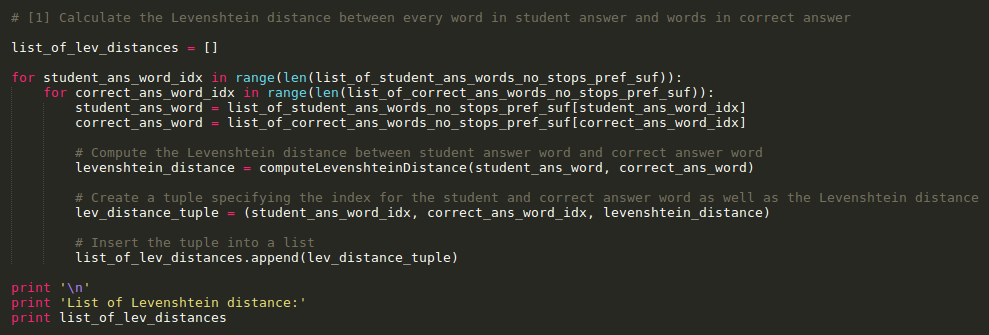 # [1] Calculate the Levenshtein distance between every word in student answer and words in correct answer

list_of_lev_distances = []

for student_ans_word_idx in range(len(list_of_student_ans_words_no_stops_pref_suf)):
    for correct_ans_word_idx in range(len(list_of_correct_ans_words_no_stops_pref_suf)):
        student_ans_word = list_of_student_ans_words_no_stops_pref_suf[student_ans_word_idx]
        correct_ans_word = list_of_correct_ans_words_no_stops_pref_suf[correct_ans_word_idx]

        # Compute the Levenshtein distance between student answer word and correct answer word
        levenshtein_distance = computeLevenshteinDistance(student_ans_word, correct_ans_word)

        # Create a tuple specifying the index for the student and correct answer word as well as the Levenshtein distance
        lev_distance_tuple = (student_ans_word_idx, correct_ans_word_idx, levenshtein_distance)

        # Insert the tuple into a list
        list_of_lev_distances.append(lev_distance_tuple)

print '\n'
print 'List of Levenshtein distance:'
print list_of_lev_distances